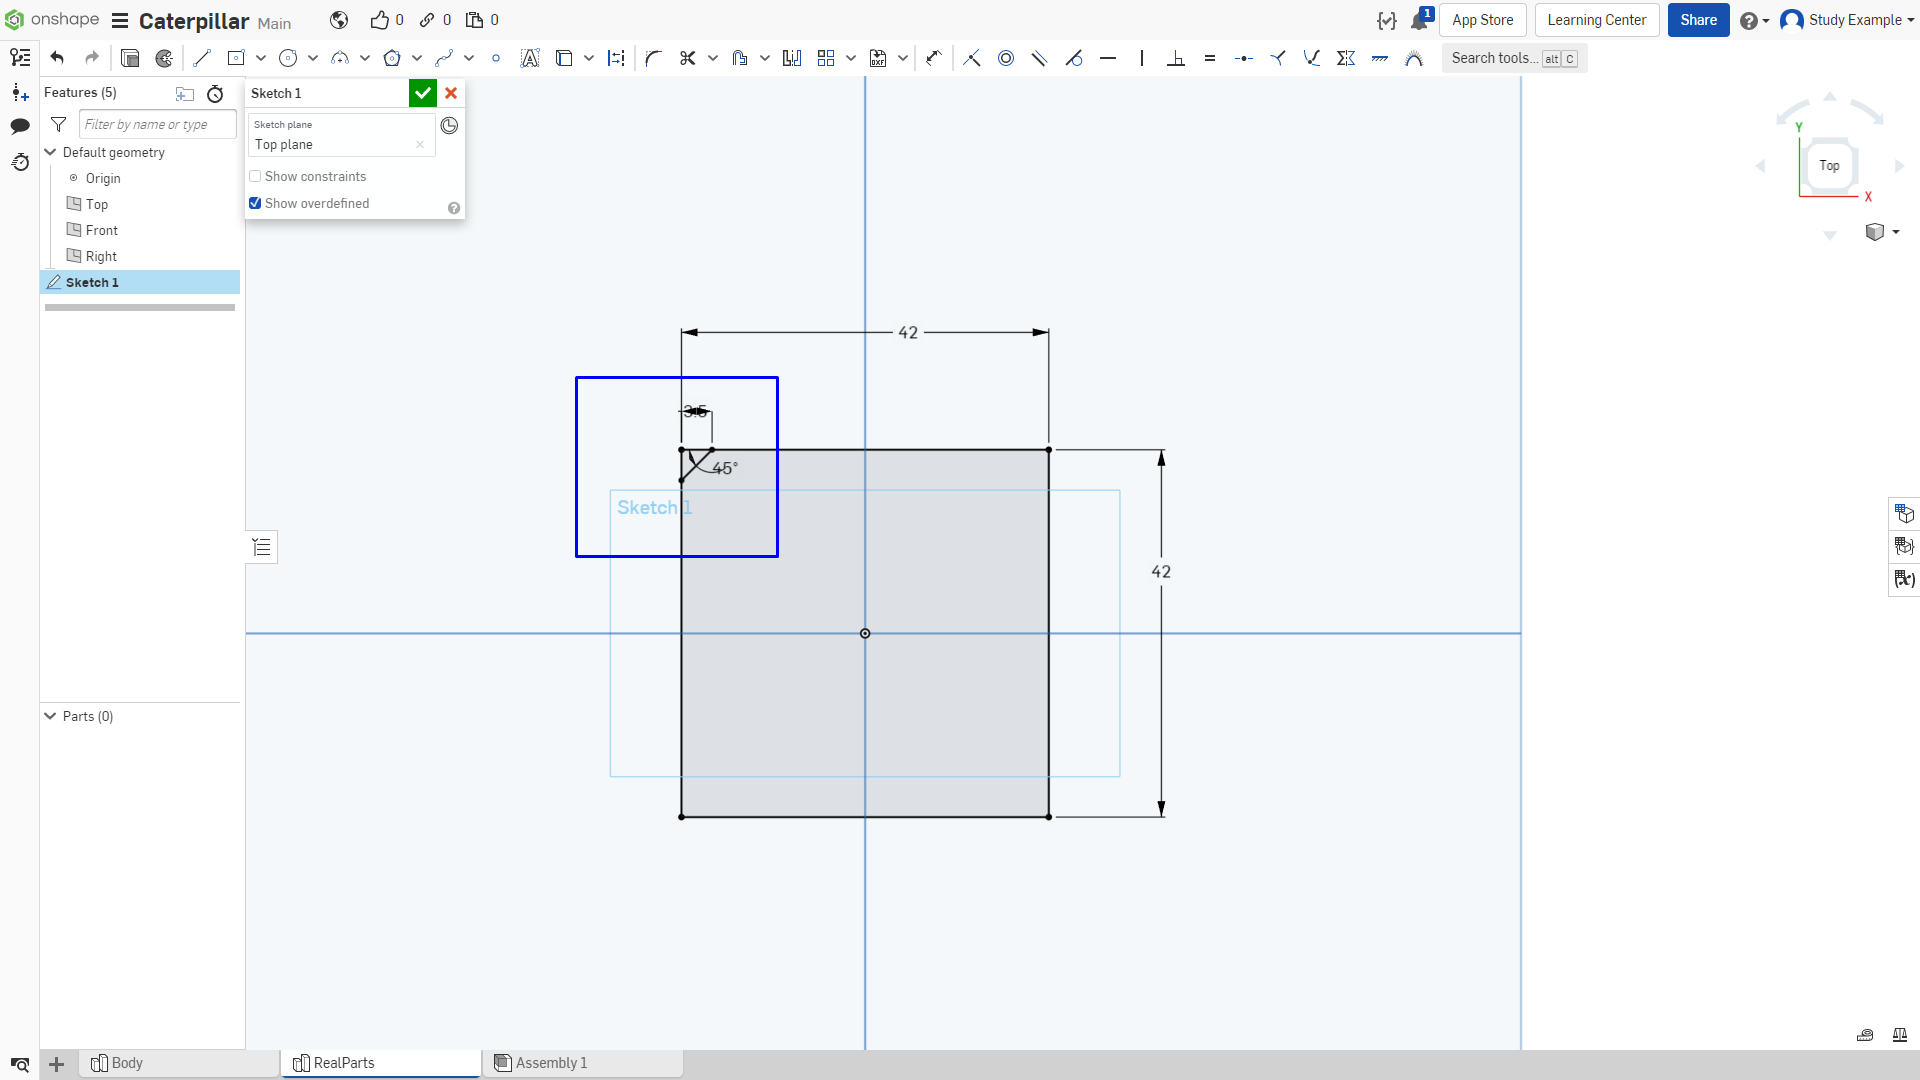 onshape
Caterpillar Main
0
0
0
1
App Store
Learning Center
Share
Study Example
Search tools... alt C
Features (5)
Filter by name or type
Default geometry
Origin
Top
Front
Right
Sketch 1
Sketch 1
Sketch plane
Top plane
Show constraints
Show overdefined
Y
Top
X
42
3.5
45°
Sketch 1
42
Parts (0)
Body
RealParts
Assembly 1